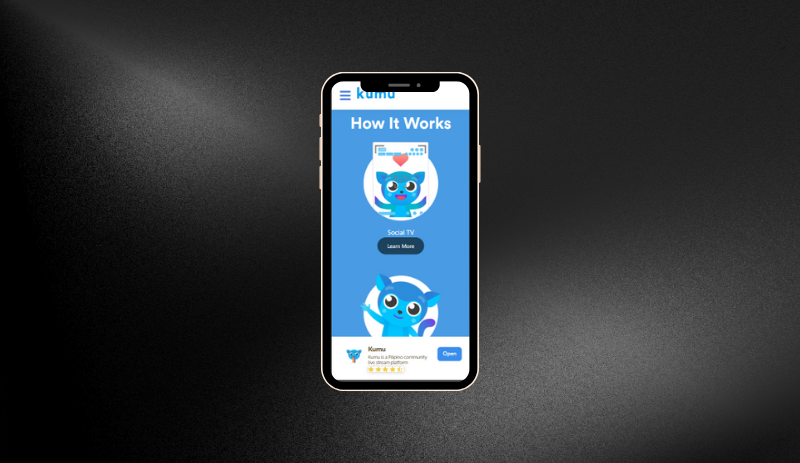 kumu
How It Works
Social TV
Learn More
Kumu
Kumu is a Filipino community
live stream platform
Open